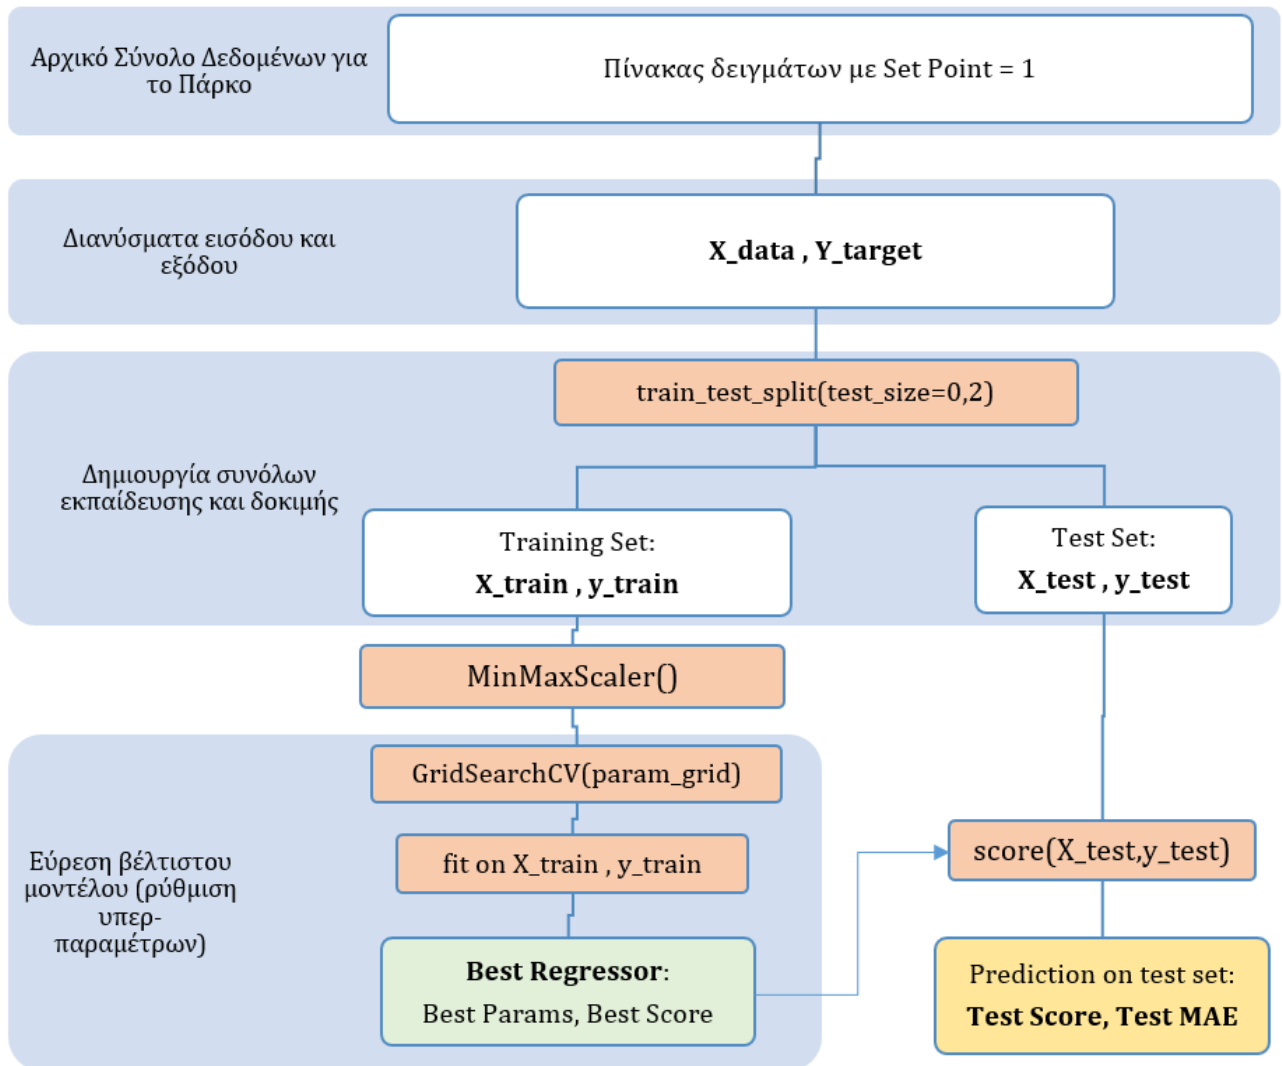 Αρχικό Σύνολο Δεδομένων για
το Πάρκο
Πίνακας δειγμάτων με Set Point = 1
Διανύσματα εισόδου και
εξόδου
X_data , Y_target
train_test_split(test_size=0,2)
Δημιουργία συνόλων
εκπαίδευσης και δοκιμής
Training Set:
X_train , y_train
Test Set:
X_test , y_test
MinMaxScaler()
GridSearchCV(param_grid)
fit on X_train , y_train
score(X_test,y_test)
Εύρεση βέλτιστου
μοντέλου (ρύθμιση
υπερ-
παραμέτρων)
Best Regressor:
Best Params, Best Score
Prediction on test set:
Test Score, Test MAE